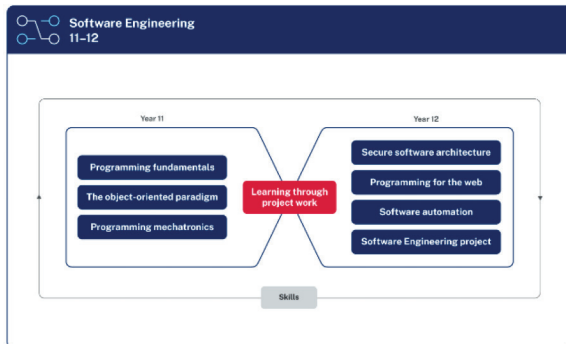 Software Engineering
11–12
Year 11
Programming fundamentals
The object-oriented paradigm
Programming mechatronics
Learning through
project work
Year 12
Secure software architecture
Programming for the web
Software automation
Software Engineering project
Skills